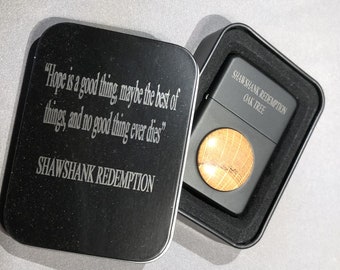 “Hope is a good thing, maybe the best of
things, and no good thing ever dies”
SHAWSHANK REDEMPTION
SHAWSHANK REDEMPTION
OAK TREE